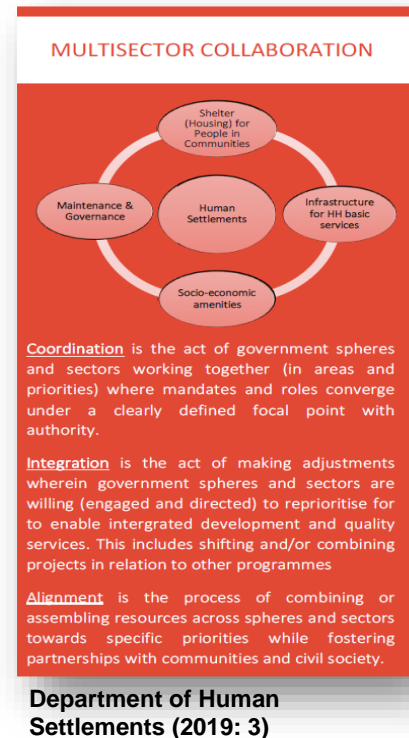 MULTISECTOR COLLABORATION
Shelter
(Housing) for
People in
Communities
Maintenance &
Governance
Human
Settlements
Infrastructure
for HH basic
services
Socio-economic
amenities
Coordination is the act of government spheres
and sectors working together (in areas and
priorities) where mandates and roles converge
under a clearly defined focal point with
authority.
Integration is the act of making adjustments
wherein government spheres and sectors are
willing (engaged and directed) to reprioritise for
to enable intergrated development and quality
services. This includes shifting and/or combining
projects in relation to other programmes
Alignment is the process of combining or
assembling resources across spheres and sectors
towards specific priorities while fostering
partnerships with communities and civil society.
Department of Human
Settlements (2019: 3)